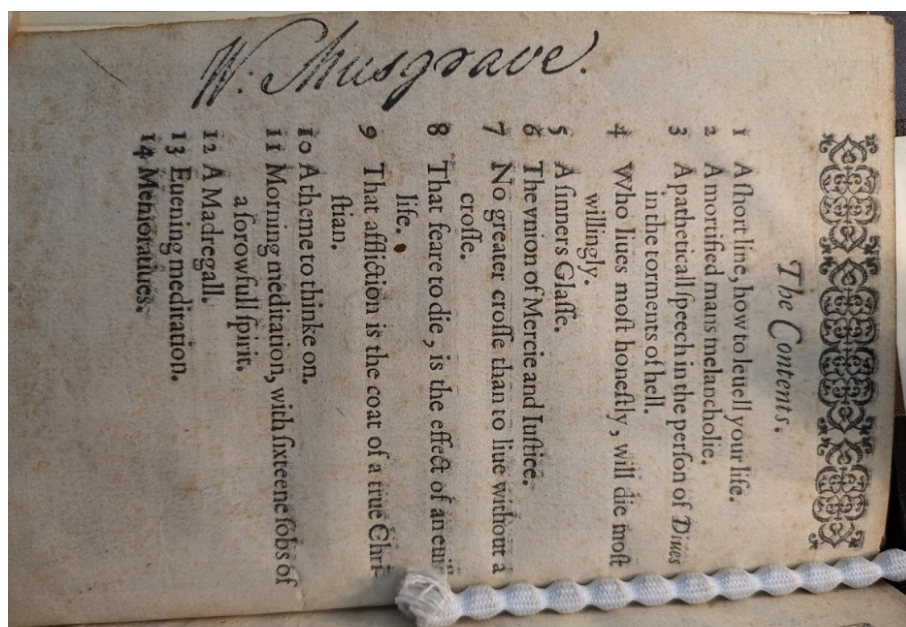 The Contents.
1 A ſhort line, how to leuell your life.
2 A mortified mans melancholie.
3 A patheticall ſpeech in the perſon of Diues
in the torments of hell.
4 Who liues moſt honeſtly, will die moſt
willingly.
5 A ſinners Glaſſe.
6 The vnion of Mercie and Iuſtice.
7 No greater croſſe than to liue without a
croſſe.
8 That feare to die, is the effect of an euill
life.
9 That affliction is the coat of a true Chri-
ſtian.
10 A theme to thinke on.
11 Morning meditation, with ſixteene ſobs of
a ſorowfull ſpirit.
12 A Madregall.
13 Euening meditation.
14 Memoratiues.
W: Musgrave.